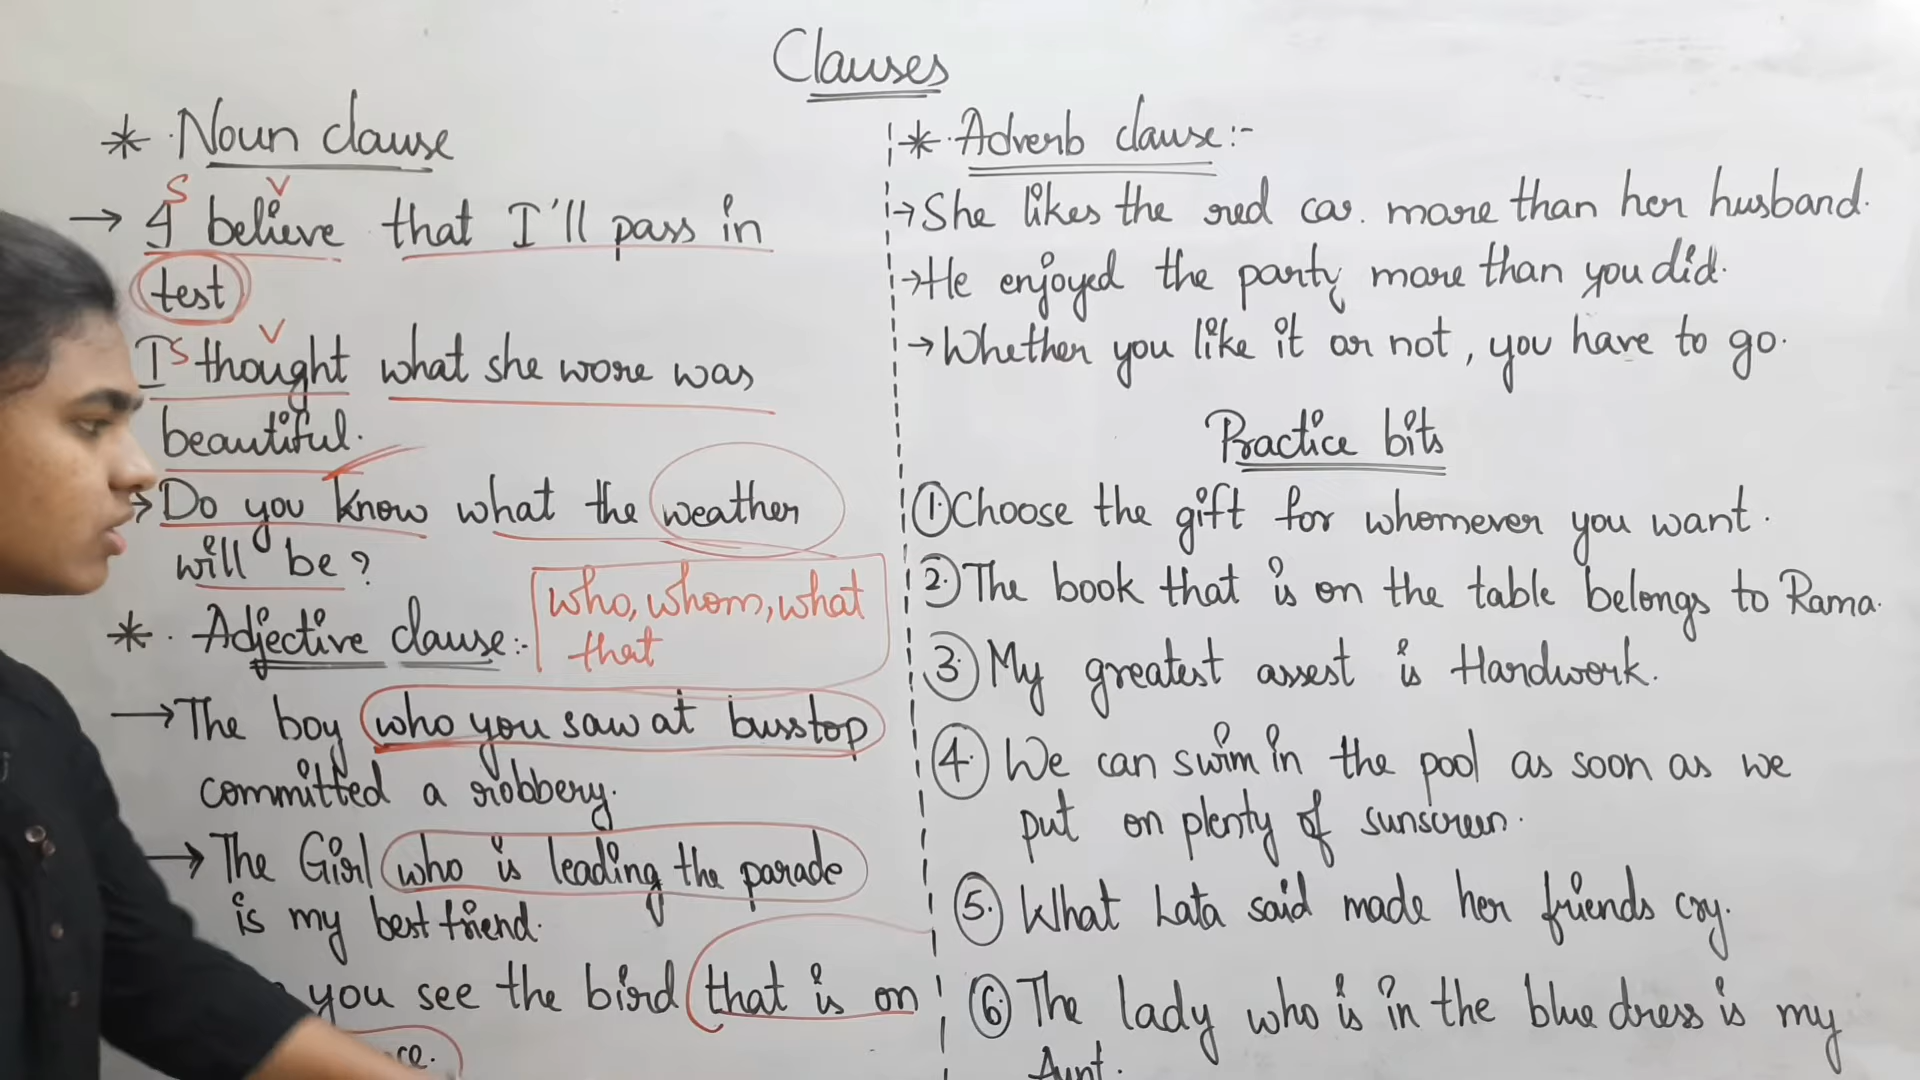 Clauses
* Noun clause
S V
→ I believe that I'll pass in
test
S V
I thought what she wore was
beautiful.
→ Do you know what the weather
will be?
who, whom, what
that
* Adjective clause:-
→ The boy who you saw at busstop
committed a robbery.
→ The Girl who is leading the parade
is my best friend.
you see the bird that is on
* Adverb clause:-
→ She likes the red car. more than her husband.
→ He enjoyed the party more than you did.
→ Whether you like it or not, you have to go.
Practice bits
1. Choose the gift for whomever you want.
2. The book that is on the table belongs to Rama.
3. My greatest assest is Hardwork.
4. We can swim in the pool as soon as we
put on plenty of sunscreen.
5. What Lata said made her friends cry.
6. The lady who is in the blue dress is my
Aunt.